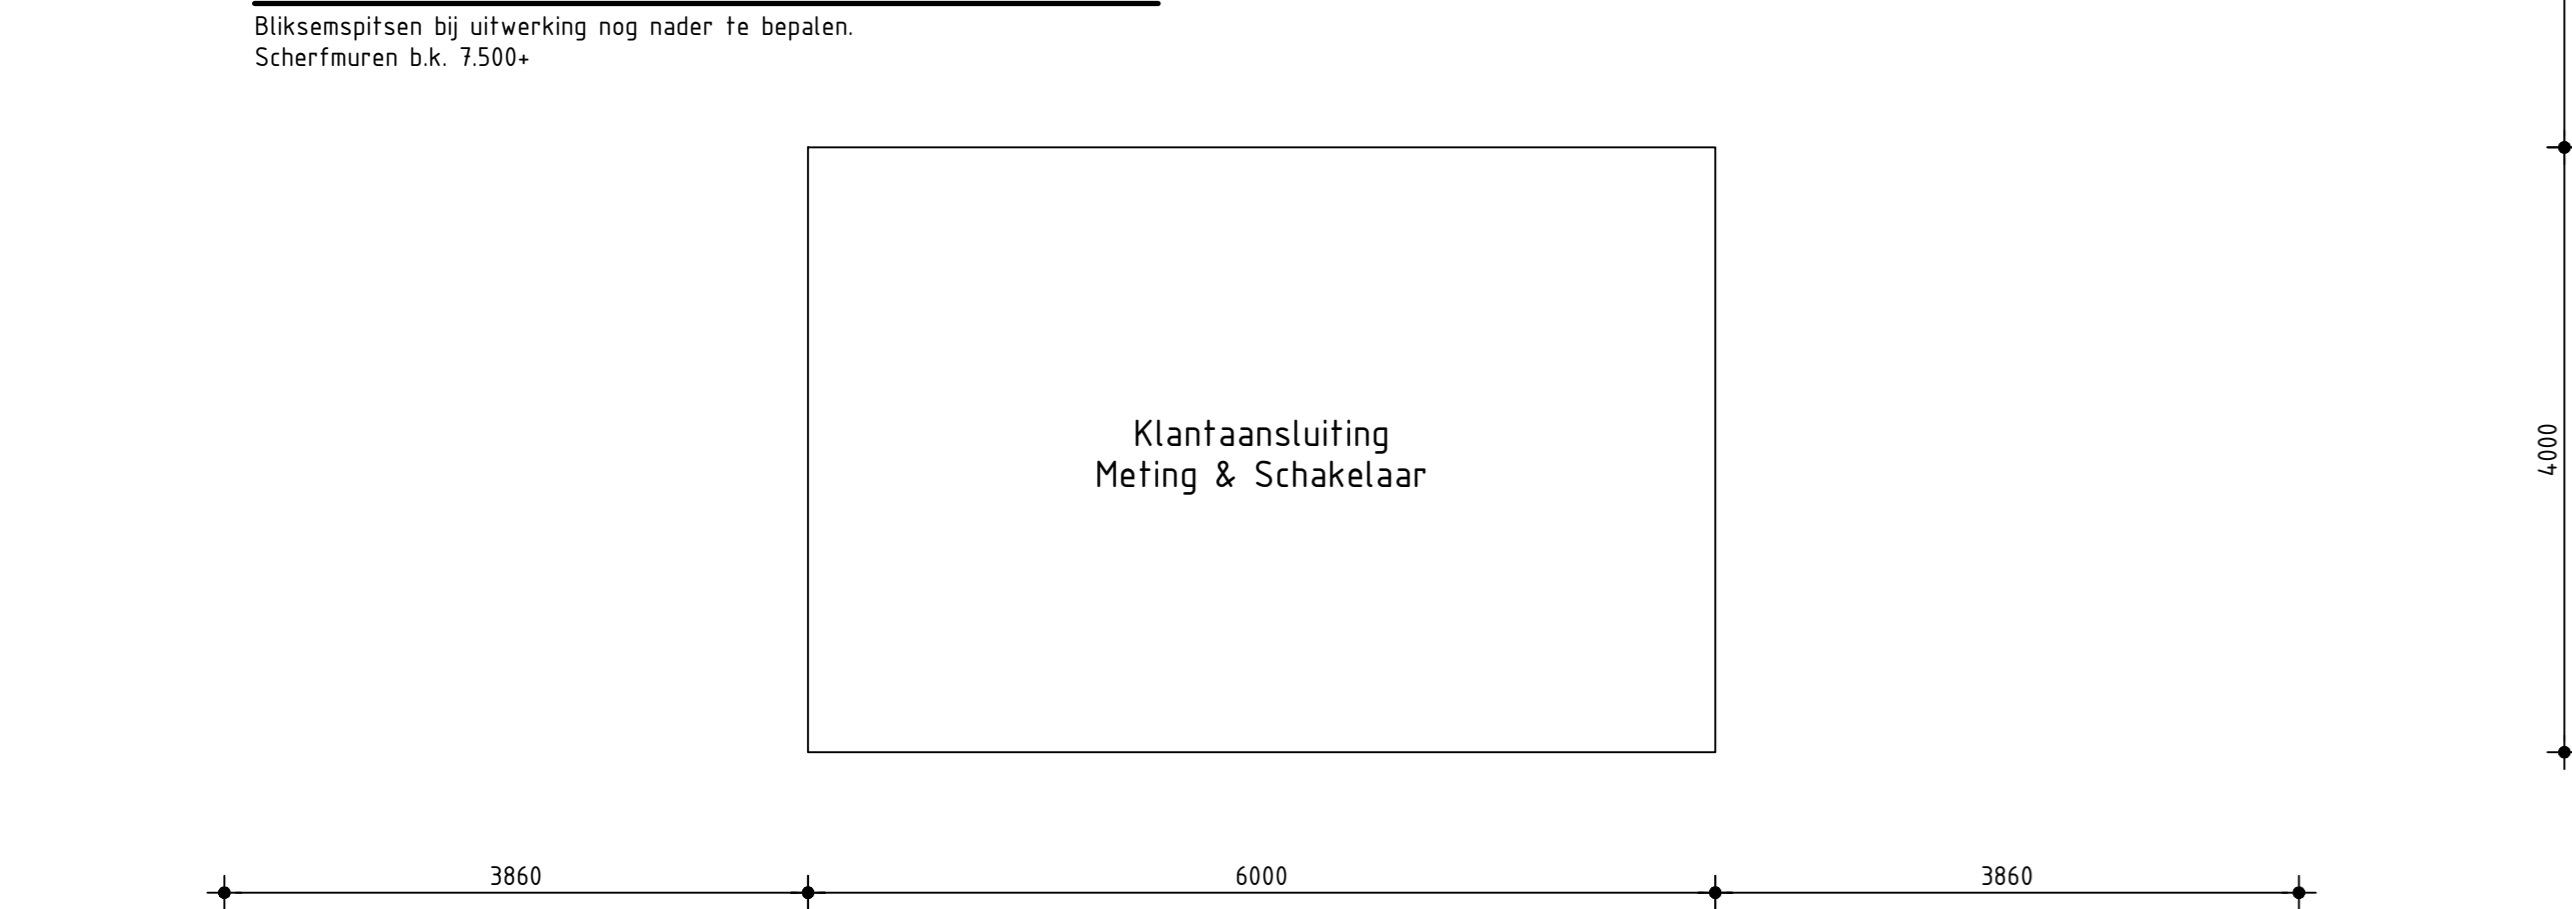 Bliksemspitsen bij uitwerking nog nader te bepalen.
Scherfmuren b.k. 7.500+
Klantaansluiting
Meting & Schakelaar
4000
3860
6000
3860